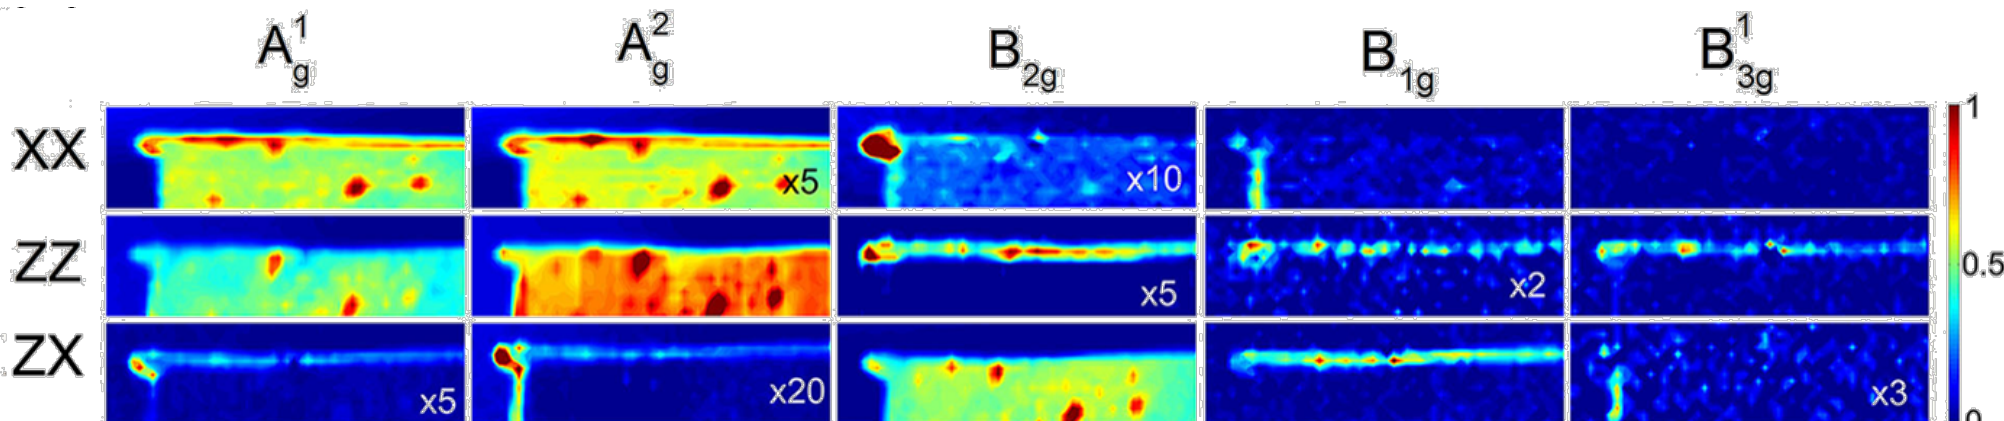 A¹g A²g B2g B1g B¹3g
XX x5 x10 1
ZZ x5 x2 0.5
ZX x5 x20 x3 0